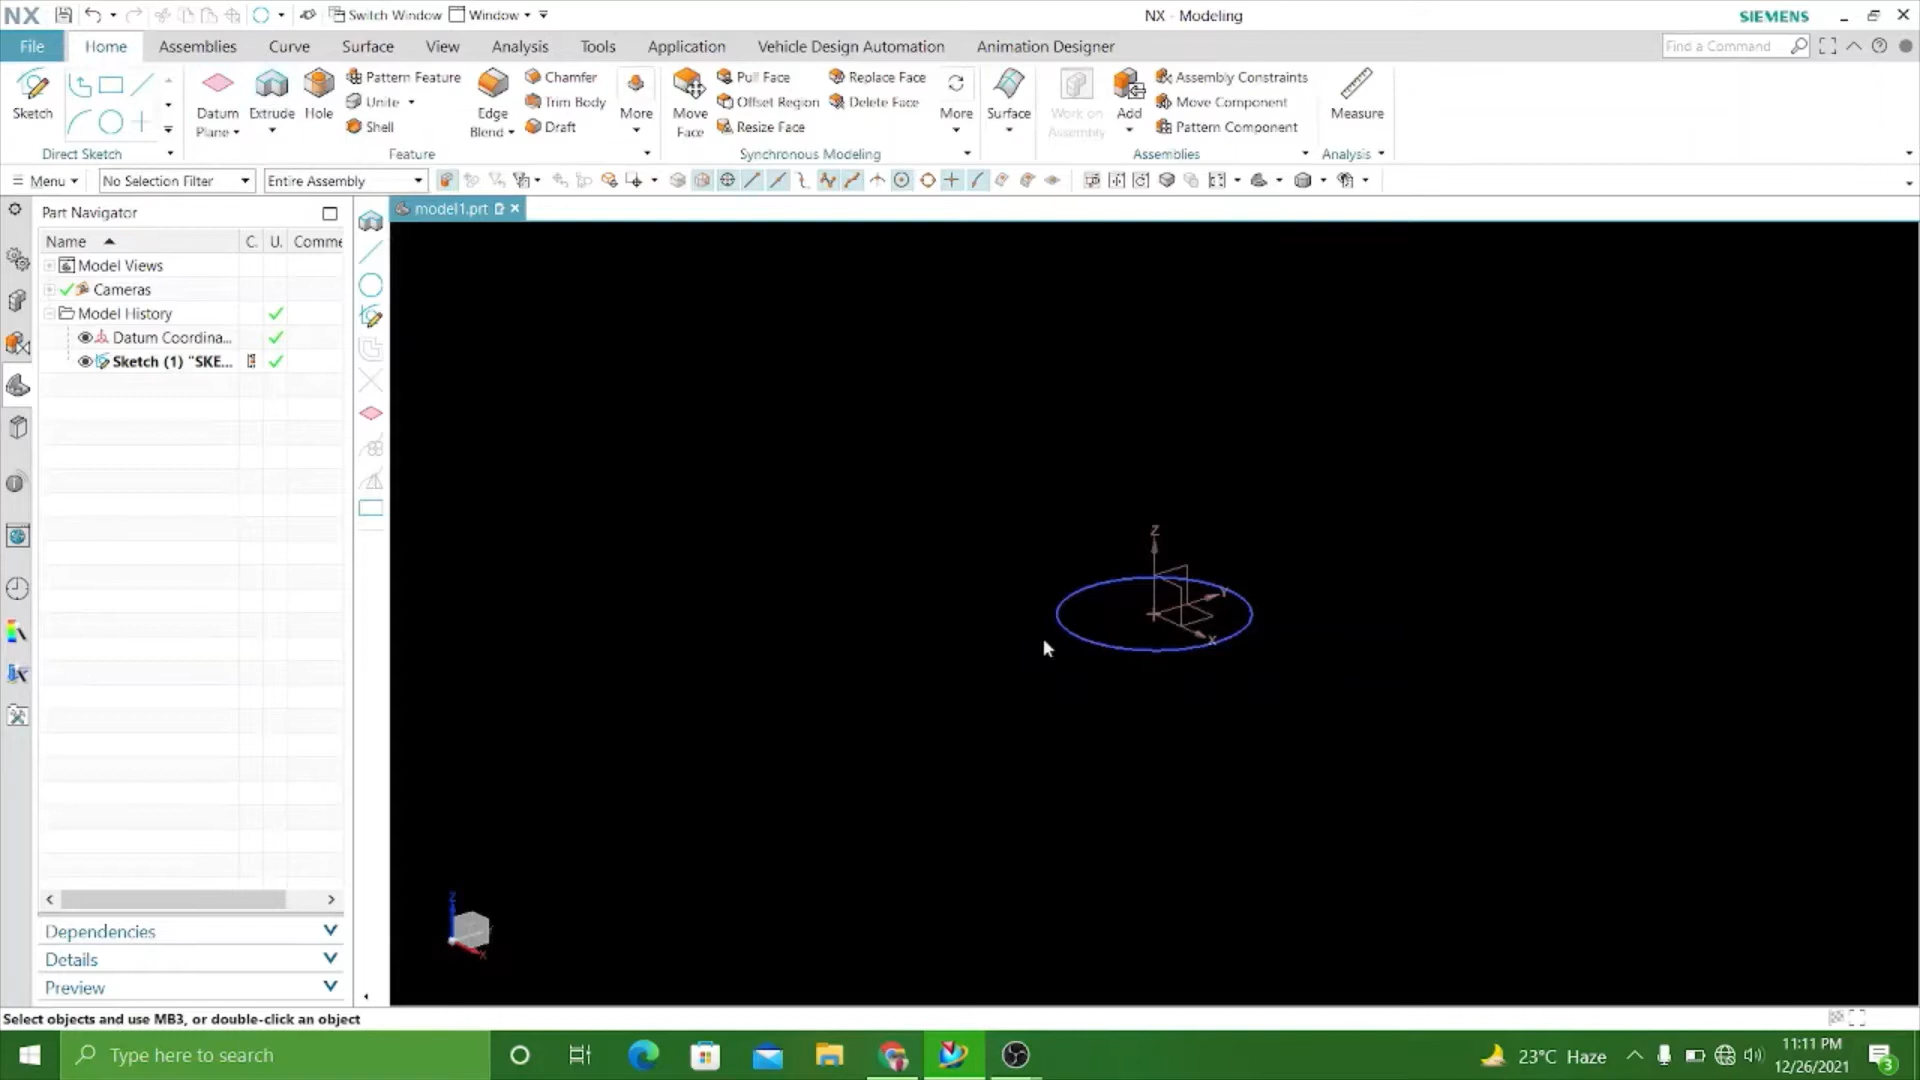 NX
Switch Window
Window
NX - Modeling
SIEMENS
File
Home
Assemblies
Curve
Surface
View
Analysis
Tools
Application
Vehicle Design Automation
Animation Designer
Find a Command
Sketch
Direct Sketch
Datum
Plane
Extrude
Hole
Pattern Feature
Unite
Shell
Edge
Blend
Chamfer
Trim Body
Draft
More
Feature
Move
Face
Pull Face
Offset Region
Resize Face
Replace Face
Delete Face
More
Synchronous Modeling
Surface
Work on
Assembly
Add
Assembly Constraints
Move Component
Pattern Component
Assemblies
Measure
Analysis
Menu
No Selection Filter
Entire Assembly
Part Navigator
model1.prt
Name
C.
U.
Comme
Model Views
Cameras
Model History
Datum Coordina...
Sketch (1) "SKE...
Z
Y
X
Z
X
Dependencies
Details
Preview
Select objects and use MB3, or double-click an object
Type here to search
23°C Haze
11:11 PM
12/26/2021
3